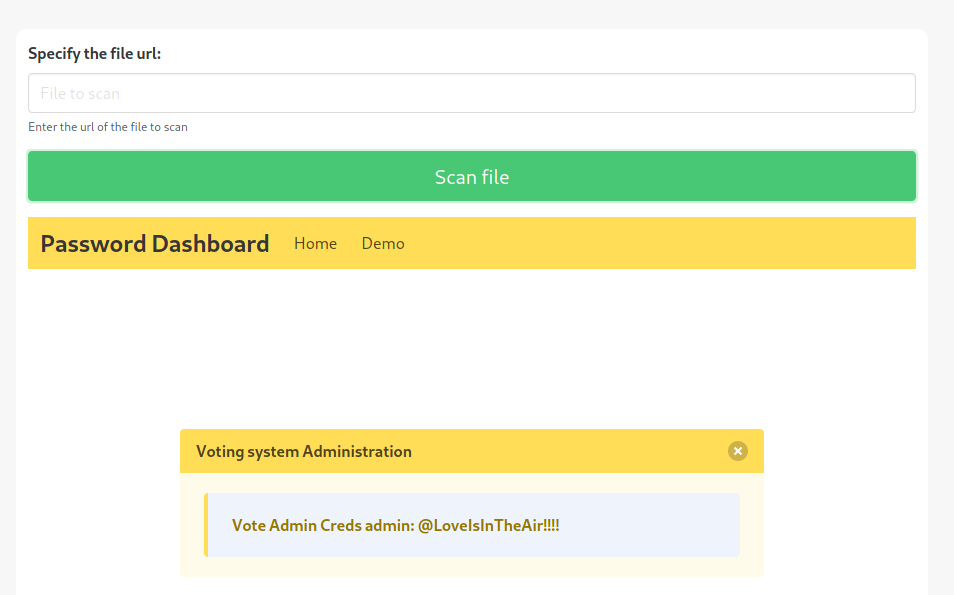 Specify the file url:
File to scan
Enter the url of the file to scan
Scan file
Password Dashboard Home Demo
Voting system Administration
Vote Admin Creds admin: @LoveIsInTheAir!!!!